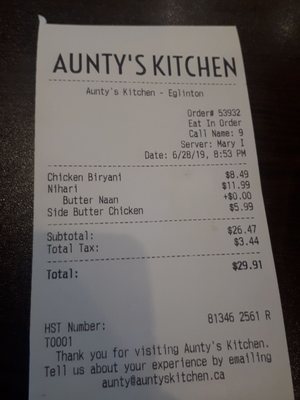 AUNTY'S KITCHEN
Aunty's Kitchen - Eglinton
Order# 53932
Eat In Order
Call Name: 9
Server: Mary I
Date: 6/28/19, 8:53 PM
Chicken Biryani $8.49
Nihari $11.99
Butter Naan +$0.00
Side Butter Chicken $5.99
Subtotal: $26.47
Total Tax: $3.44
Total: $29.91
HST Number: 81346 2561 R
T0001
Thank you for visiting Aunty's Kitchen.
Tell us about your experience by emailing
aunty@auntyskitchen.ca